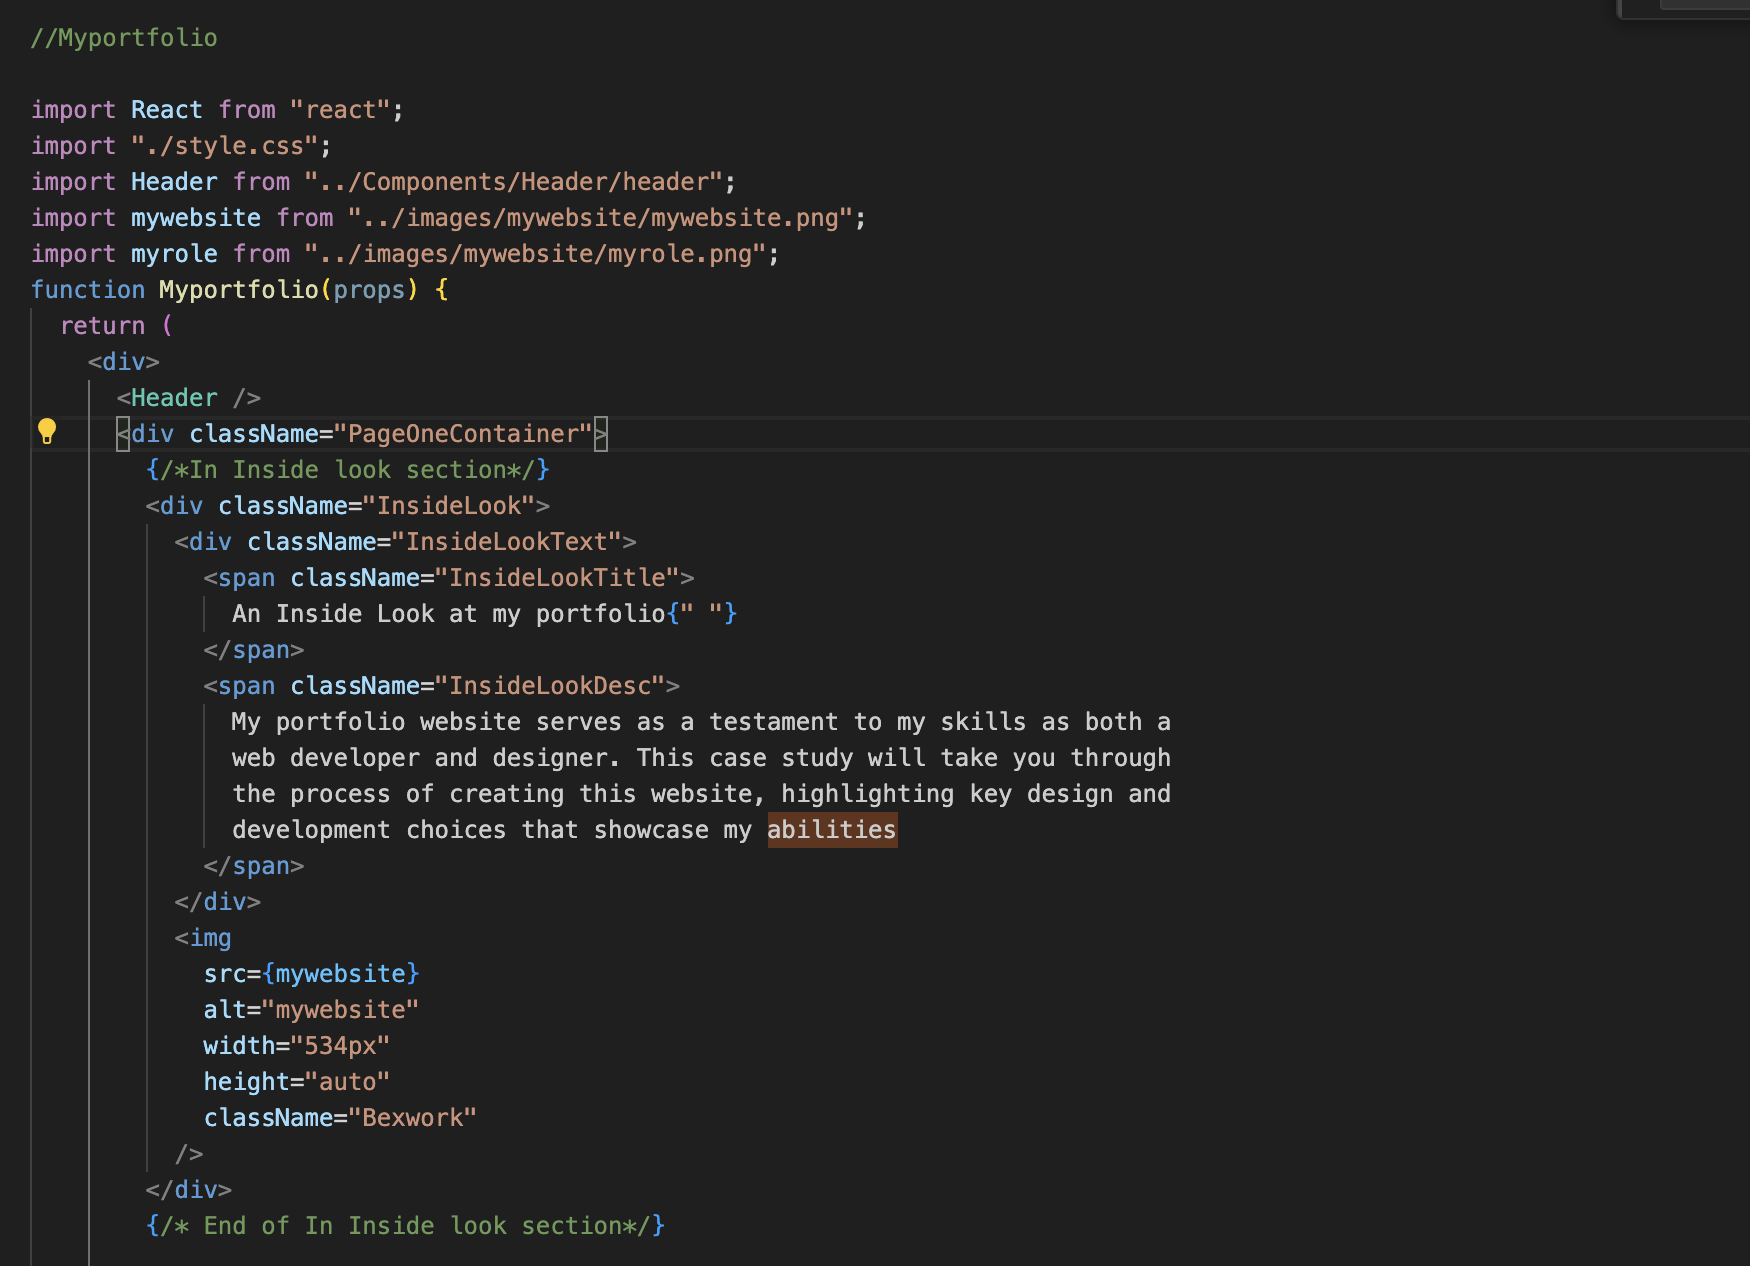 //Myportfolio
import React from "react";
import "./style.css";
import Header from "../Components/Header/header";
import mywebsite from "../images/mywebsite/mywebsite.png";
import myrole from "../images/mywebsite/myrole.png";
function Myportfolio(props) {
return (
<div>
<Header />
<div className="PageOneContainer">
{/*In Inside look section*/}
<div className="InsideLook">
<div className="InsideLookText">
<span className="InsideLookTitle">
An Inside Look at my portfolio{" "}
</span>
<span className="InsideLookDesc">
My portfolio website serves as a testament to my skills as both a
web developer and designer. This case study will take you through
the process of creating this website, highlighting key design and
development choices that showcase my abilities
</span>
</div>
<img
src={mywebsite}
alt="mywebsite"
width="534px"
height="auto"
className="Bexwork"
/>
</div>
{/* End of In Inside look section*/}